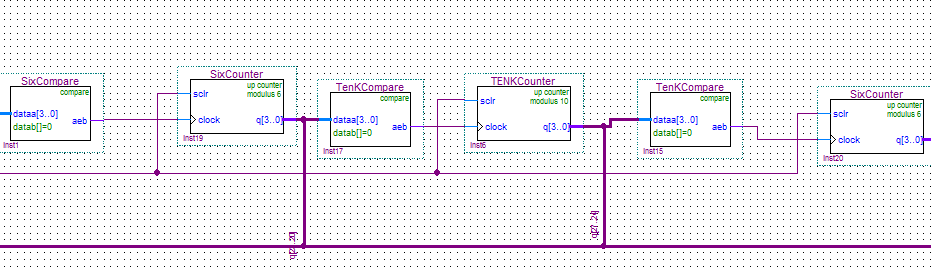 SixCompare
compare
dataa[3..0]
datab[]=0
aeb
Inst1
SixCounter
up counter
modulus 6
sclr
clock
q[3..0]
Inst19
TenKCompare
compare
dataa[3..0]
datab[]=0
aeb
Inst17
TENKCounter
up counter
modulus 10
sclr
clock
q[3..0]
Inst6
TenKCompare
compare
dataa[3..0]
datab[]=0
aeb
Inst15
SixCounter
up counter
modulus 6
sclr
clock
q[3..0]
Inst20
q[27..24]